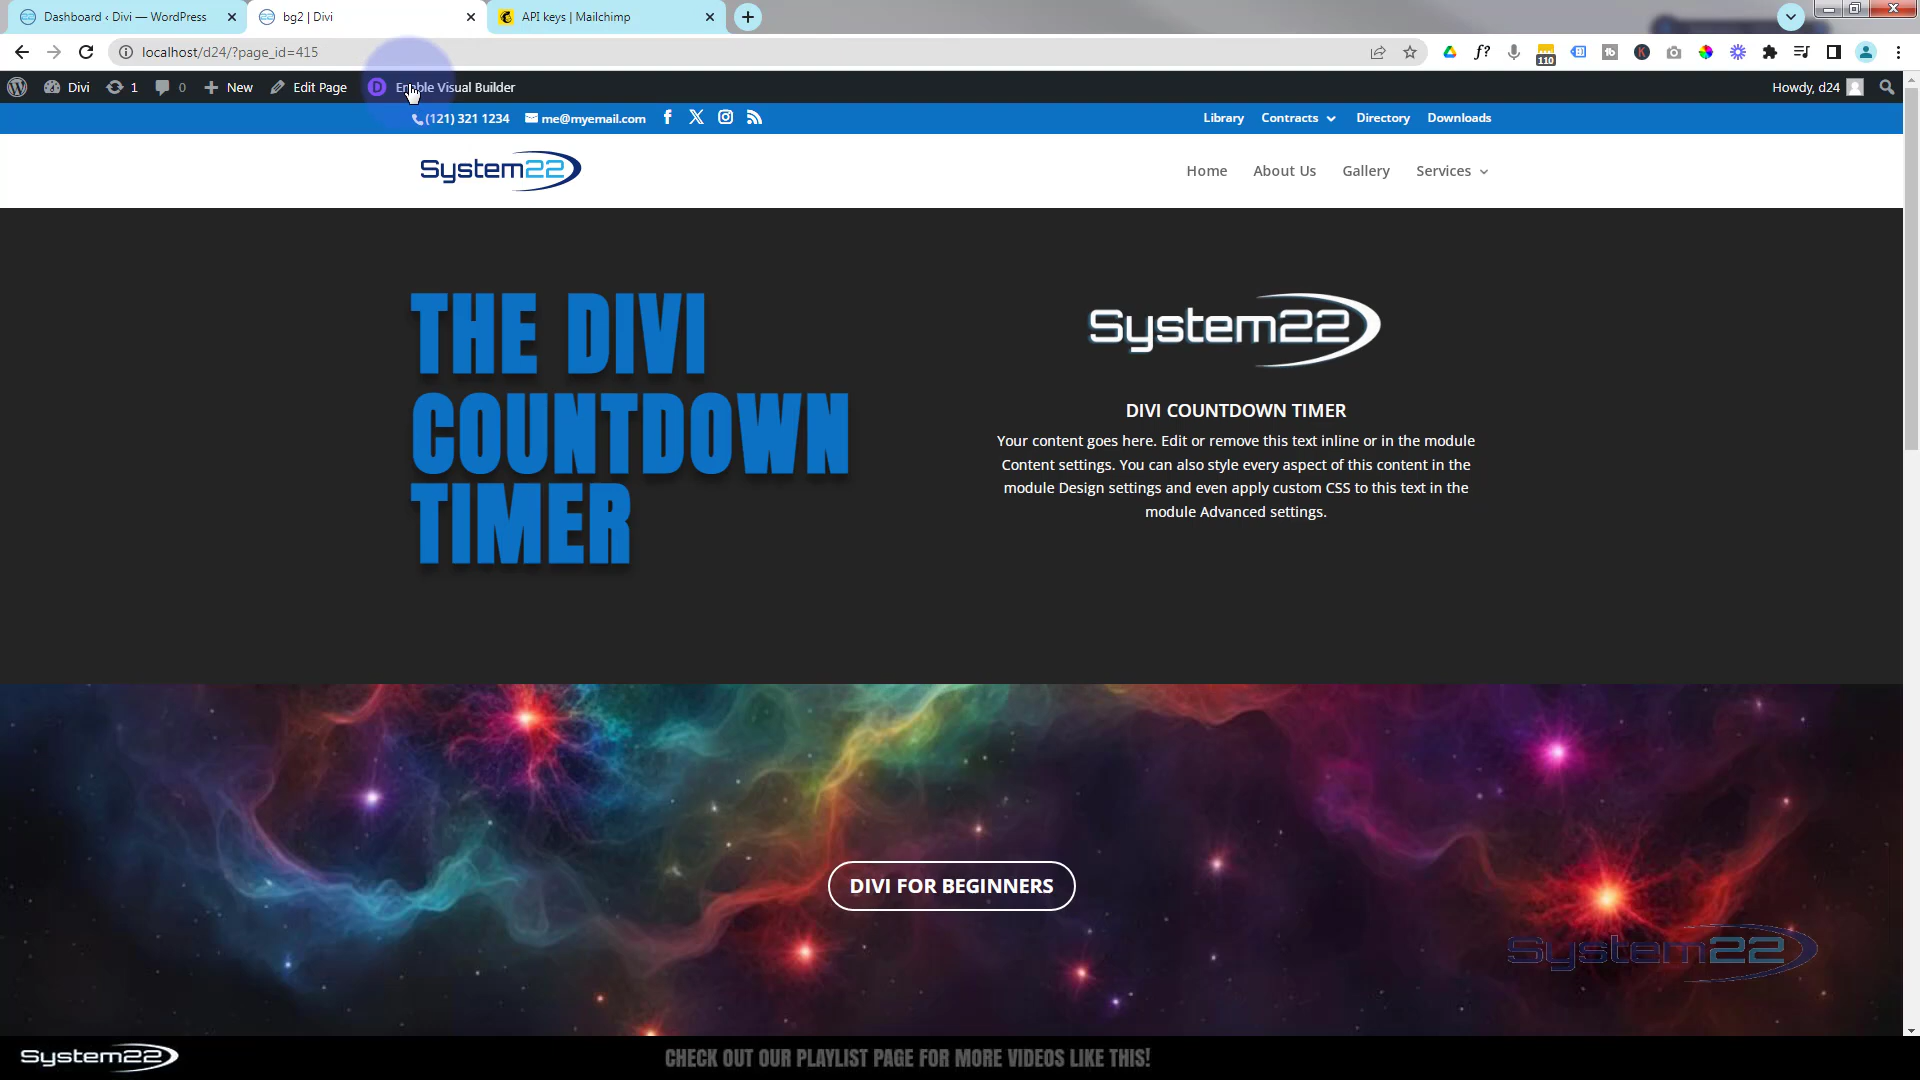 Dashboard ‹ Divi — WordPress
bg2 | Divi
API keys | Mailchimp
localhost/d24/?page_id=415
f?
110
Divi
1
0
New
Edit Page
Enable Visual Builder
Howdy, d24
(121) 321 1234
me@myemail.com
Library
Contracts
Directory
Downloads
System22
Home
About Us
Gallery
Services
THE DIVI
COUNTDOWN
TIMER
System22
DIVI COUNTDOWN TIMER
Your content goes here. Edit or remove this text inline or in the module
Content settings. You can also style every aspect of this content in the
module Design settings and even apply custom CSS to this text in the
module Advanced settings.
DIVI FOR BEGINNERS
System22
System22
CHECK OUT OUR PLAYLIST PAGE FOR MORE VIDEOS LIKE THIS!